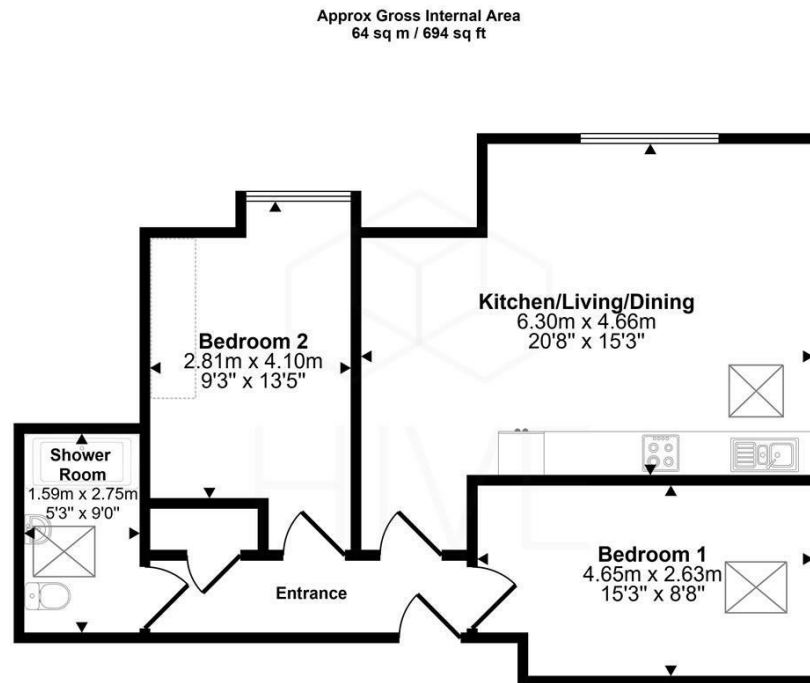 Approx Gross Internal Area
64 sq m / 694 sq ft
Kitchen/Living/Dining
6.30m x 4.66m
20'8" x 15'3"
Bedroom 2
2.81m x 4.10m
9'3" x 13'5"
Shower
Room
1.59m x 2.75m
5'3" x 9'0"
HIVE
Bedroom 1
4.65m x 2.63m
15'3" x 8'8"
Entrance